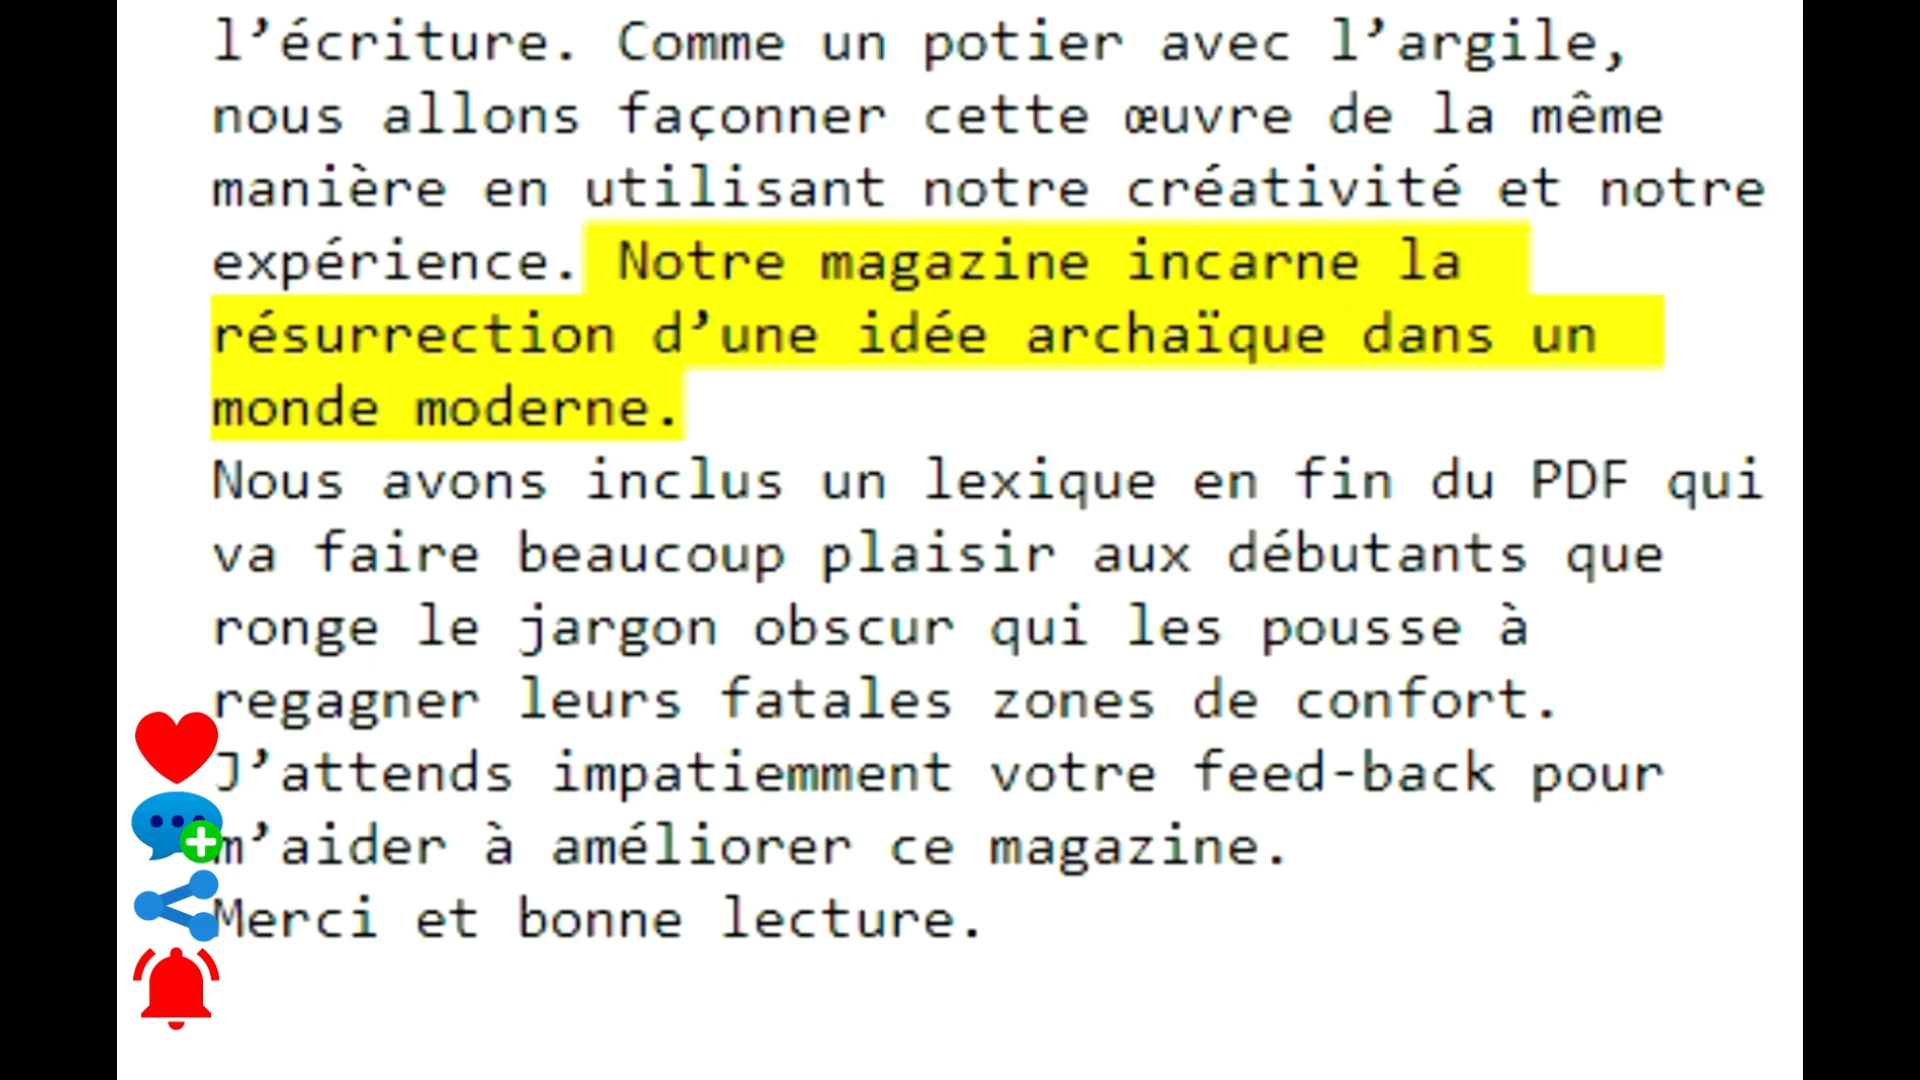 l’écriture. Comme un potier avec l’argile,
nous allons façonner cette œuvre de la même
manière en utilisant notre créativité et notre
expérience. Notre magazine incarne la
résurrection d’une idée archaïque dans un
monde moderne.
Nous avons inclus un lexique en fin du PDF qui
va faire beaucoup plaisir aux débutants que
ronge le jargon obscur qui les pousse à
regagner leurs fatales zones de confort.
J’attends impatiemment votre feed-back pour
m’aider à améliorer ce magazine.
Merci et bonne lecture.